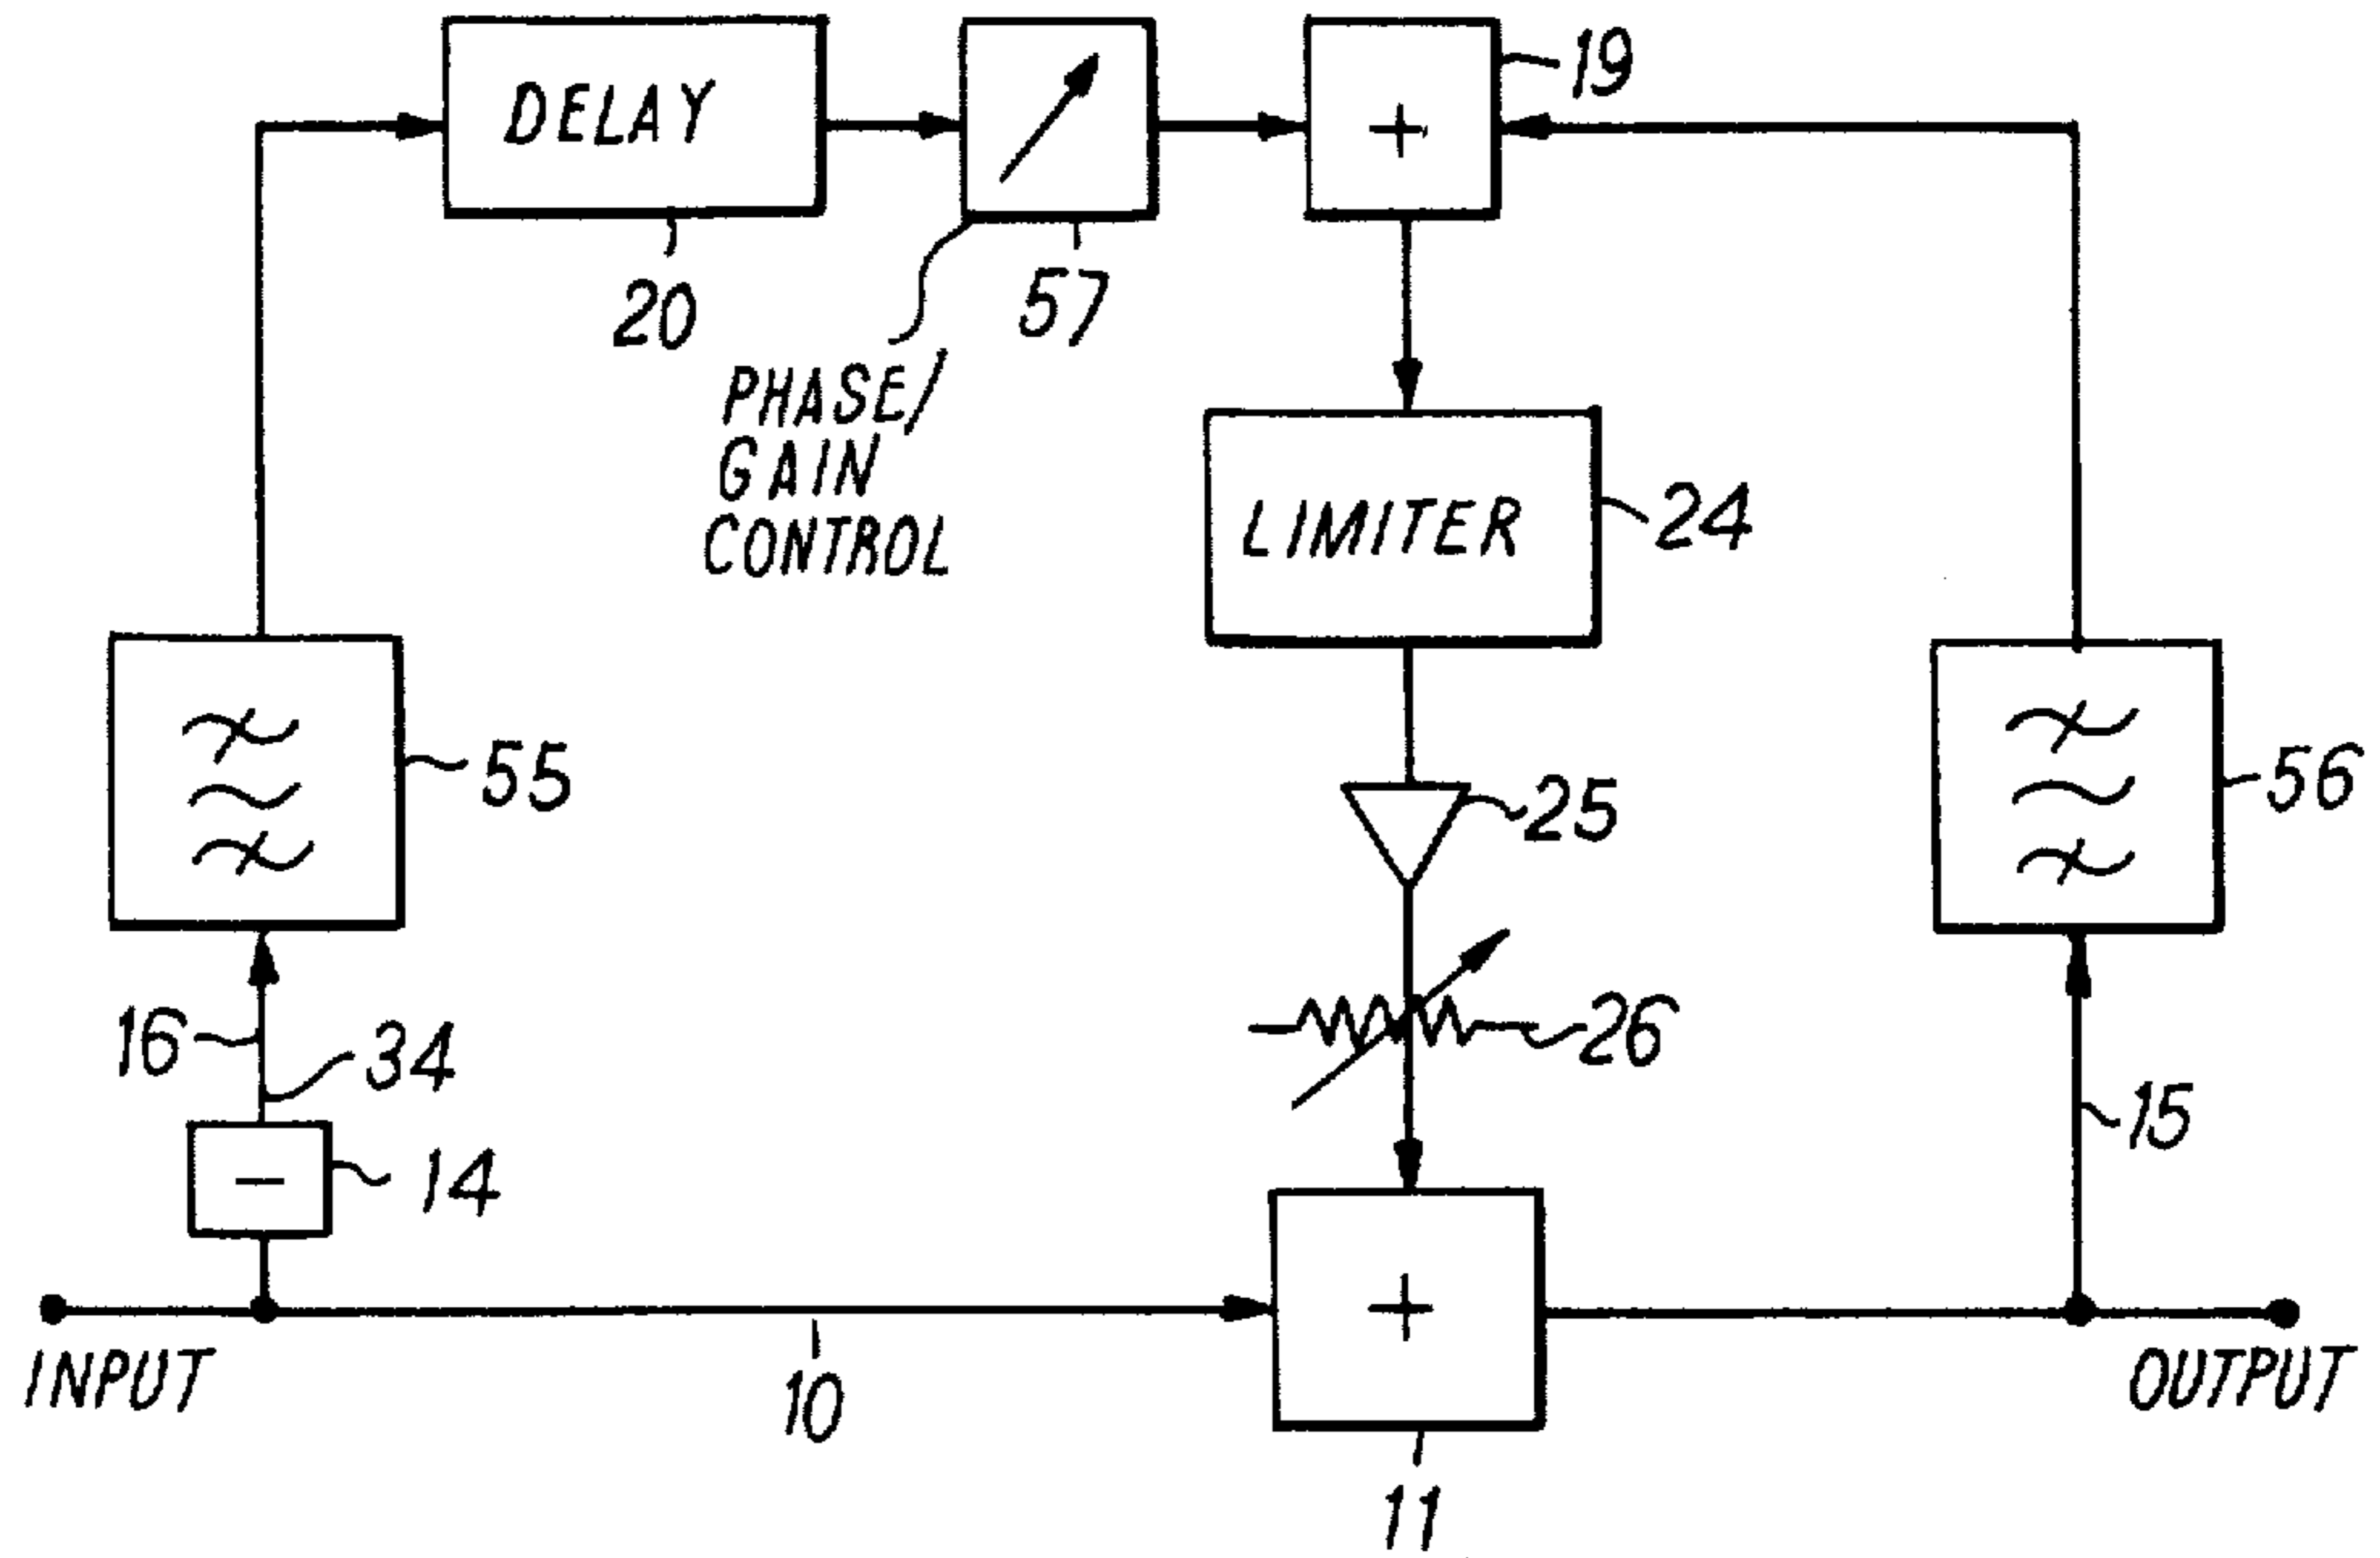 DELAY
+
19
20
57
PHASE/
GAIN
CONTROL
LIMITER
24
55
25
56
16
34
26
15
-
14
+
INPUT
10
OUTPUT
11